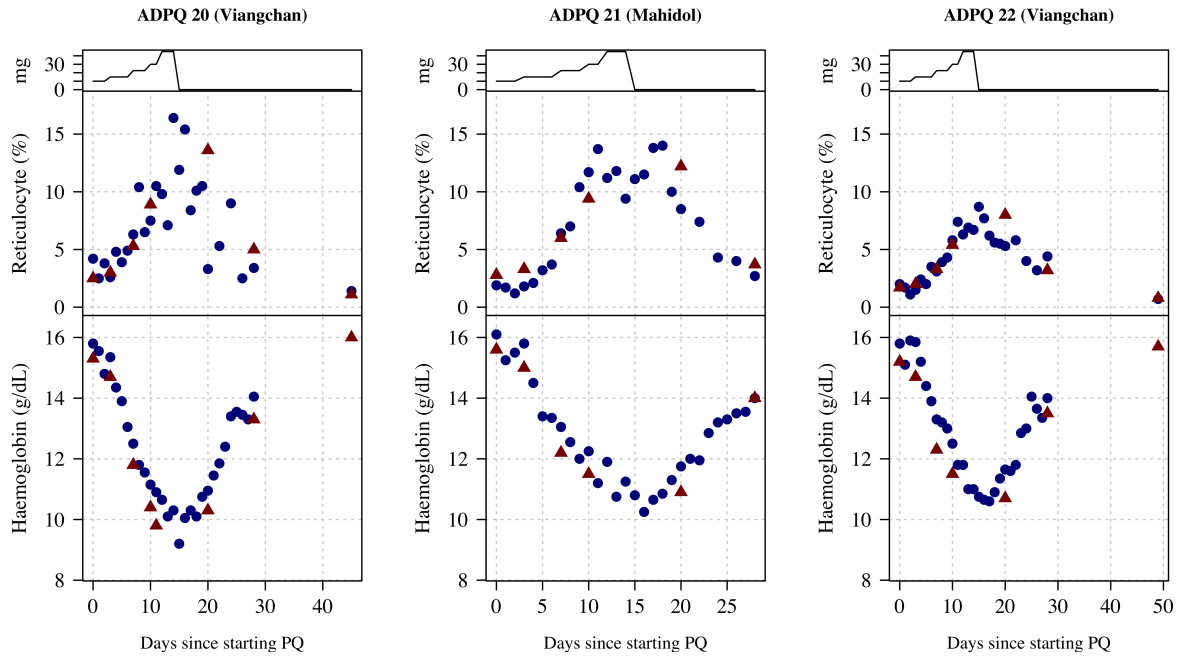 ADPQ 20 (Viangchan)
mg
30
0
Reticulocyte (%)
15
10
5
0
Haemoglobin (g/dL)
16
14
12
10
8
0 10 20 30 40
Days since starting PQ
ADPQ 21 (Mahidol)
mg
30
0
Reticulocyte (%)
15
10
5
0
Haemoglobin (g/dL)
16
14
12
10
8
0 5 10 15 20 25
Days since starting PQ
ADPQ 22 (Viangchan)
mg
30
0
Reticulocyte (%)
15
10
5
0
Haemoglobin (g/dL)
16
14
12
10
8
0 10 20 30 40 50
Days since starting PQ